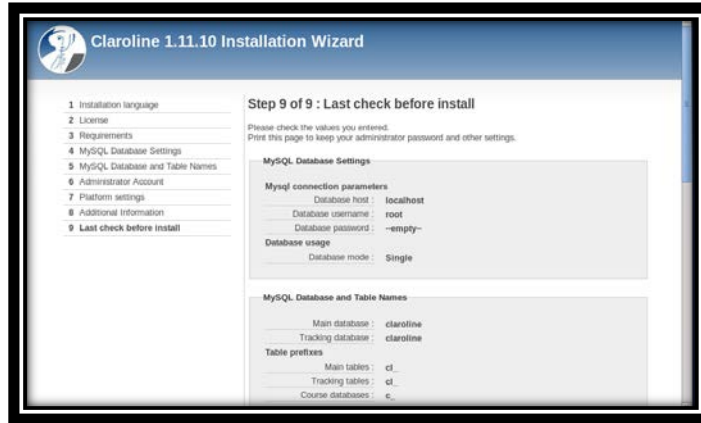 Claroline 1.11.10 Installation Wizard
1 Installation language
2 License
3 Requirements
4 MySQL Database Settings
5 MySQL Database and Table Names
6 Administrator Account
7 Platform settings
8 Additional Information
9 Last check before install
Step 9 of 9 : Last check before install
Please check the values you entered.
Print this page to keep your administrator password and other settings.
MySQL Database Settings
Mysql connection parameters
Database host : localhost
Database username : root
Database password : --empty--
Database usage
Database mode : Single
MySQL Database and Table Names
Main database : claroline
Tracking database : claroline
Table prefixes
Main tables : cl_
Tracking tables : cl_
Course databases : c_